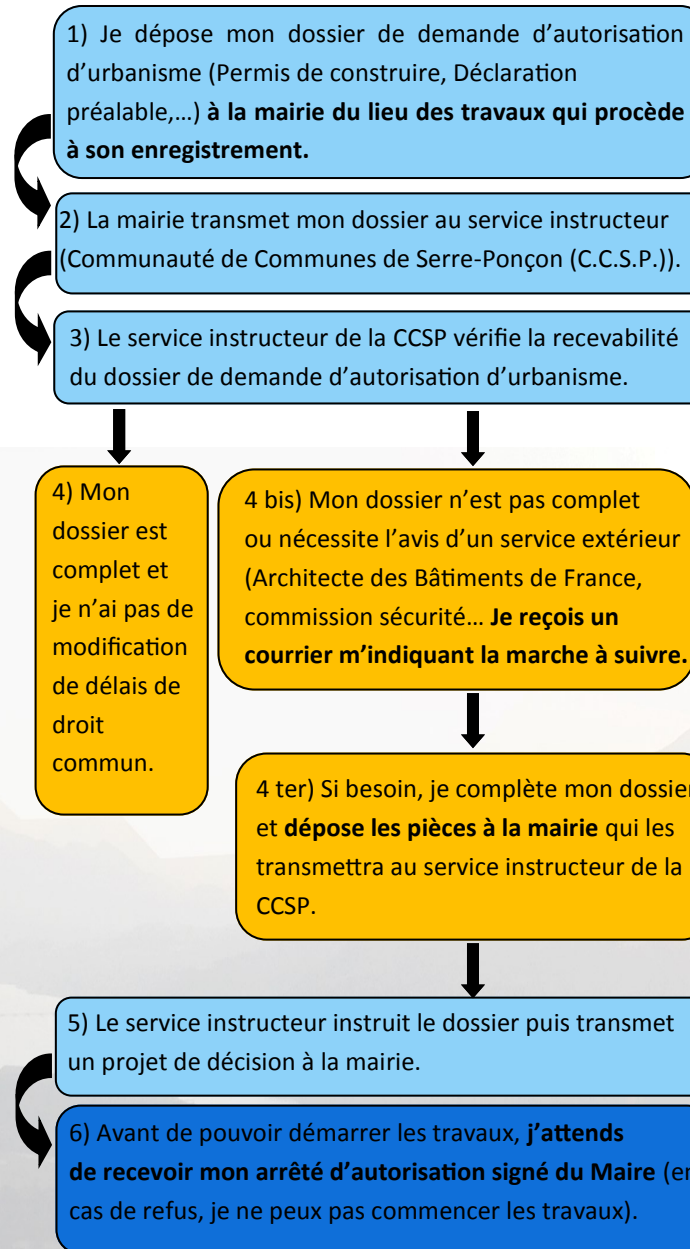 1) Je dépose mon dossier de demande d’autorisation
d’urbanisme (Permis de construire, Déclaration
préalable,…) à la mairie du lieu des travaux qui procède
à son enregistrement.
2) La mairie transmet mon dossier au service instructeur
(Communauté de Communes de Serre-Ponçon (C.C.S.P.)).
3) Le service instructeur de la CCSP vérifie la recevabilité
du dossier de demande d’autorisation d’urbanisme.
4) Mon
dossier est
complet et
je n’ai pas de
modification
de délais de
droit
commun.
4 bis) Mon dossier n’est pas complet
ou nécessite l’avis d’un service extérieur
(Architecte des Bâtiments de France,
commission sécurité… Je reçois un
courrier m’indiquant la marche à suivre.
4 ter) Si besoin, je complète mon dossier
et dépose les pièces à la mairie qui les
transmettra au service instructeur de la
CCSP.
5) Le service instructeur instruit le dossier puis transmet
un projet de décision à la mairie.
6) Avant de pouvoir démarrer les travaux, j’attends
de recevoir mon arrêté d’autorisation signé du Maire (en
cas de refus, je ne peux pas commencer les travaux).